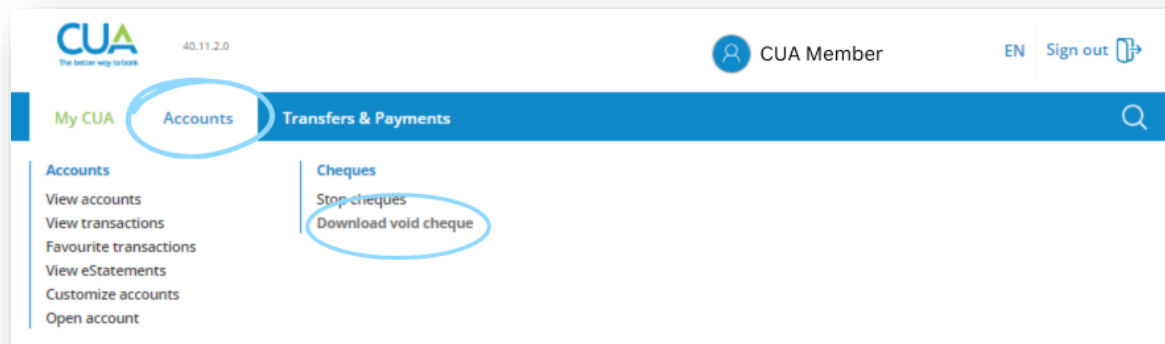 CUA
The better way to bank
40.11.2.0
CUA Member
EN
Sign out
My CUA
Accounts
Transfers & Payments
Accounts
View accounts
View transactions
Favourite transactions
View eStatements
Customize accounts
Open account
Cheques
Stop cheques
Download void cheque